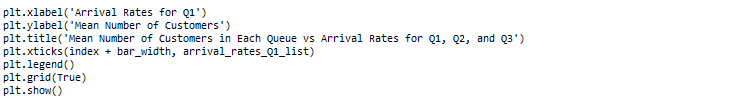 plt.xlabel('Arrival Rates for Q1')
plt.ylabel('Mean Number of Customers')
plt.title('Mean Number of Customers in Each Queue vs Arrival Rates for Q1, Q2, and Q3')
plt.xticks(index + bar_width, arrival_rates_Q1_list)
plt.legend()
plt.grid(True)
plt.show()